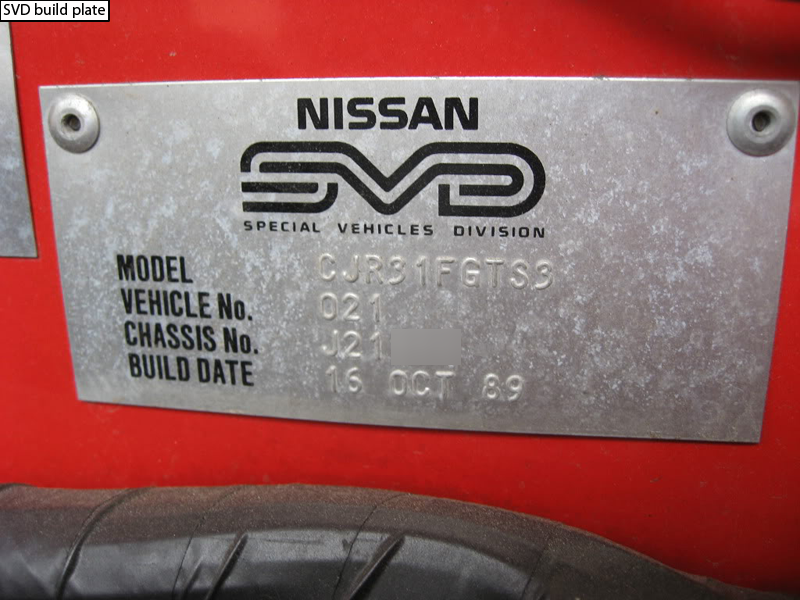 SVD build plate
NISSAN
SVD
SPECIAL VEHICLES DIVISION
MODEL CJR31FGTS3
VEHICLE No. 021
CHASSIS No. J21
BUILD DATE 16 OCT 89